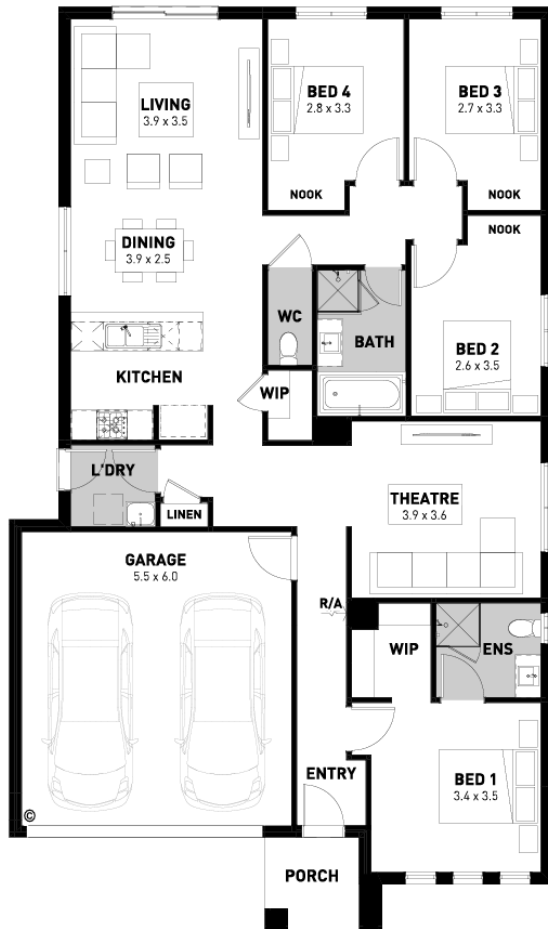 LIVING
3.9 x 3.5
BED 4
2.8 x 3.3
BED 3
2.7 x 3.3
NOOK
NOOK
NOOK
DINING
3.9 x 2.5
WC
BATH
BED 2
2.6 x 3.5
KITCHEN
WIP
L'DRY
LINEN
THEATRE
3.9 x 3.6
GARAGE
5.5 x 6.0
R/A
WIP
ENS
ENTRY
BED 1
3.4 x 3.5
©
PORCH